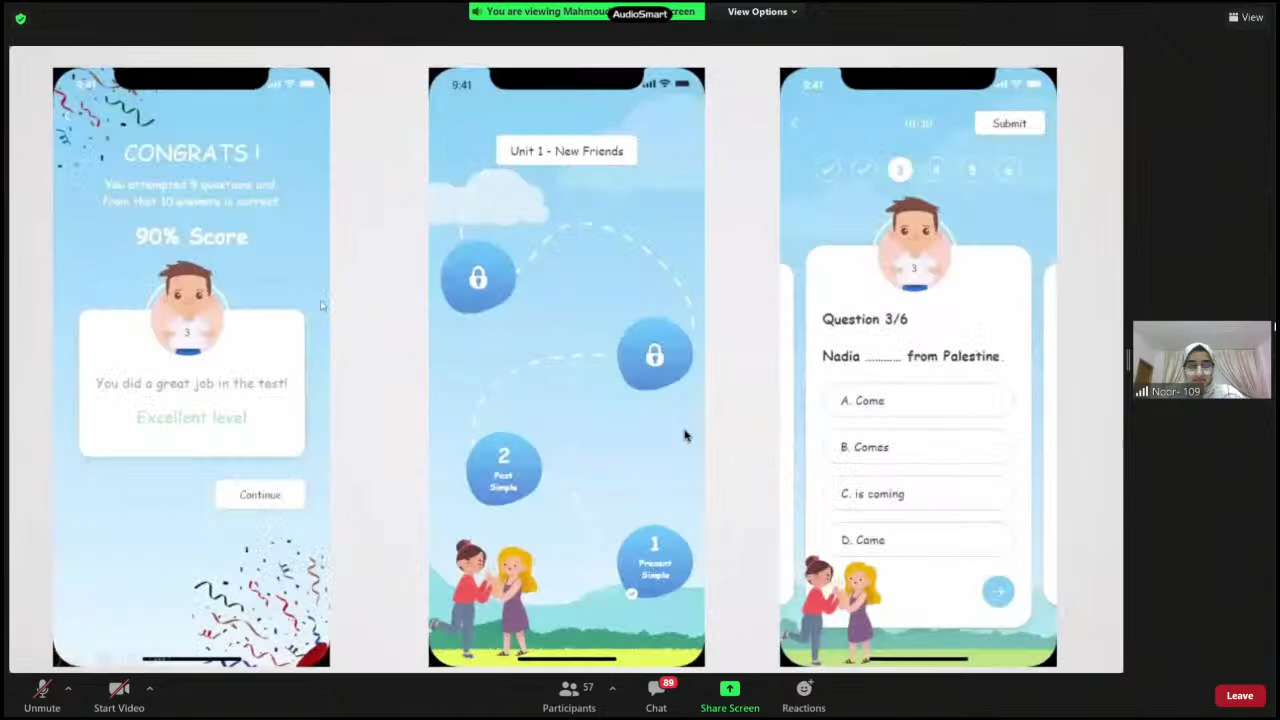 You are viewing Mahmoud
screen
AudioSmart
View Options
View
9:41
CONGRATS !
You attempted 9 questions and
from that 10 answers is correct
90% Score
3
You did a great job in the test!
Excellent level
Continue
9:41
Unit 1 - New Friends
2
Past
Simple
1
Present
Simple
9:41
Submit
3
4
5
6
3
Question 3/6
Nadia ............ from Palestine.
A. Come
B. Comes
C. is coming
D. Came
Noor- 109
Unmute
Start Video
57
Participants
89
Chat
Share Screen
Reactions
Leave